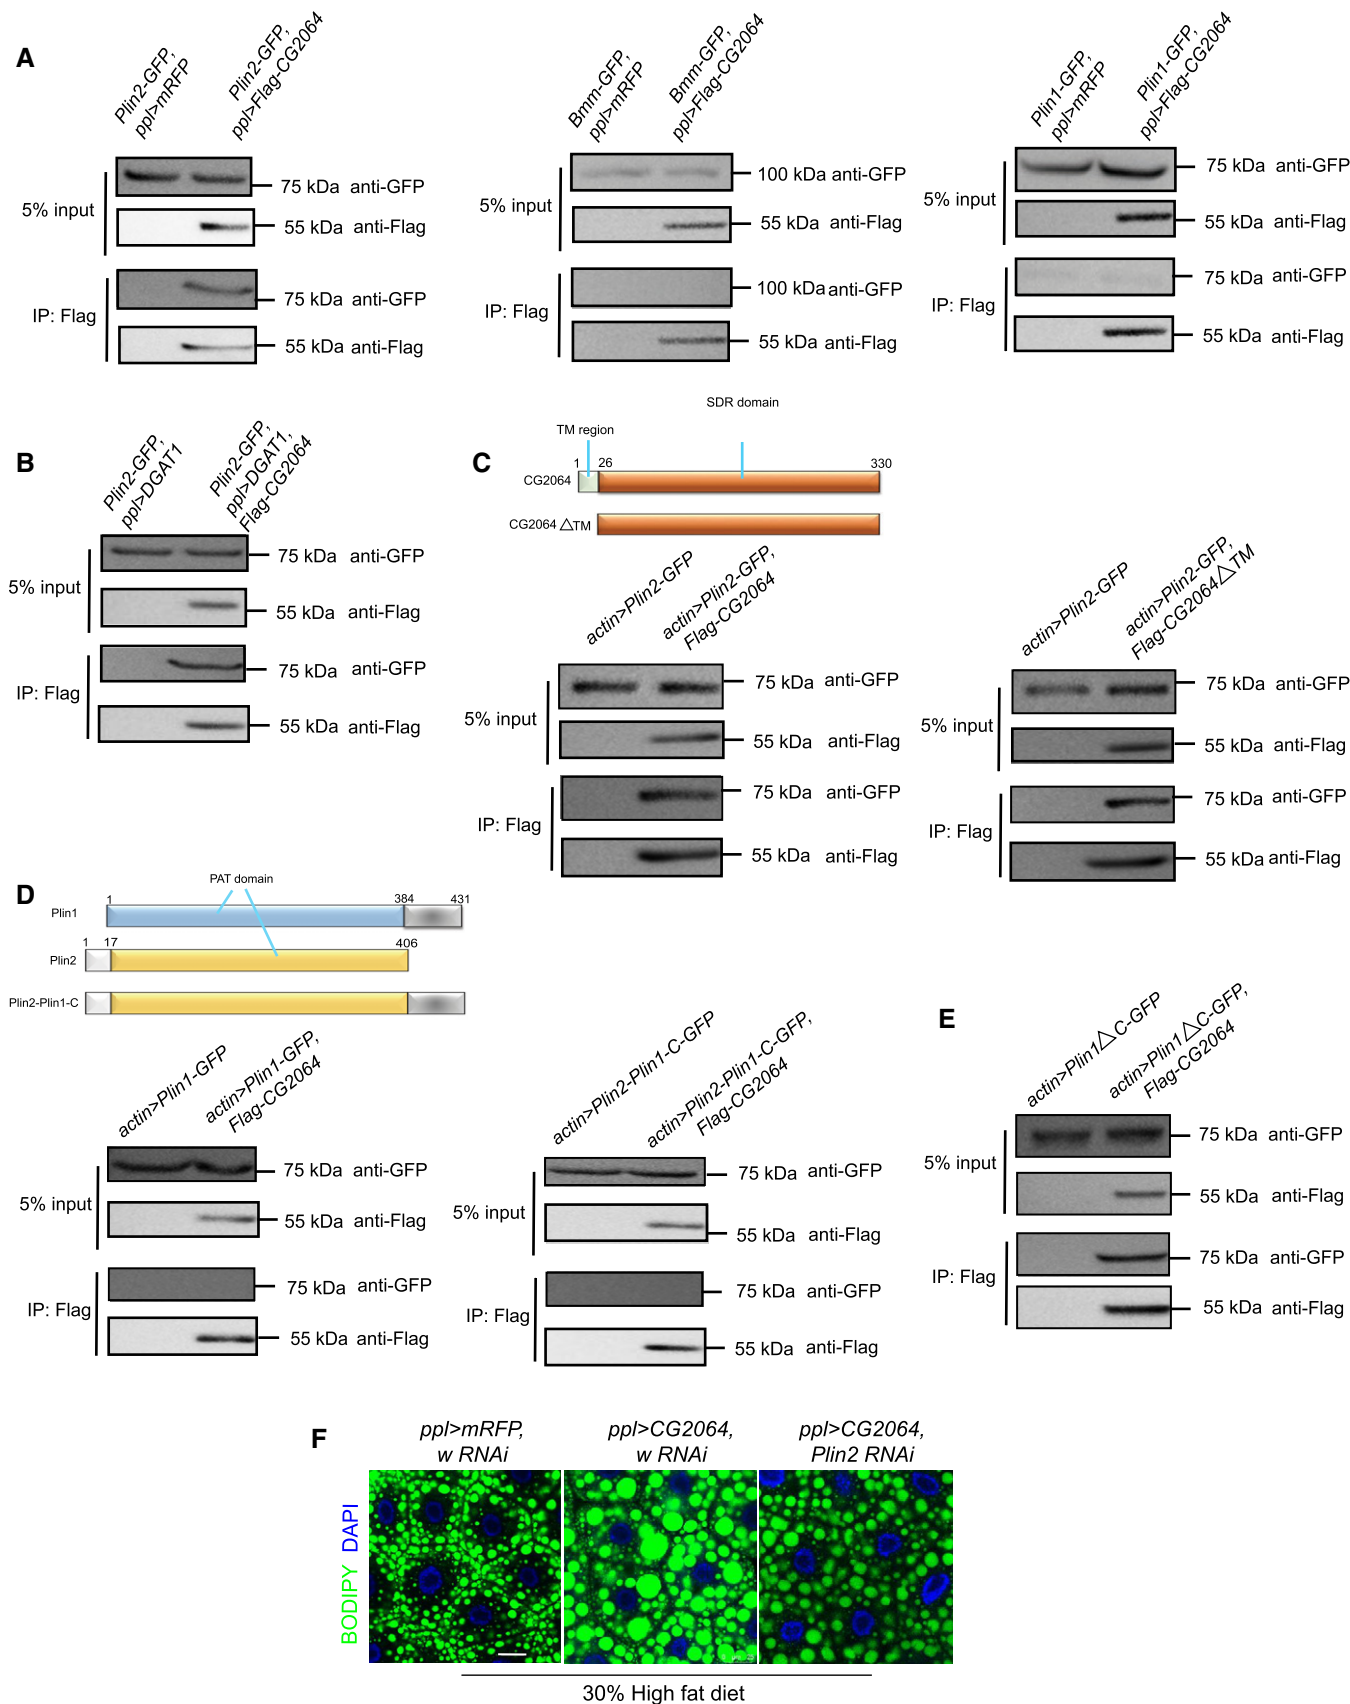 A
Plin2-GFP,
ppl>mRFP
Plin2-GFP,
ppl>Flag-CG2064
5% input
75 kDa anti-GFP
55 kDa anti-Flag
IP: Flag
75 kDa anti-GFP
55 kDa anti-Flag
Bmm-GFP,
ppl>mRFP
Bmm-GFP,
ppl>Flag-CG2064
5% input
100 kDa anti-GFP
55 kDa anti-Flag
IP: Flag
100 kDa anti-GFP
55 kDa anti-Flag
Plin1-GFP,
ppl>mRFP
Plin1-GFP,
ppl>Flag-CG2064
5% input
75 kDa anti-GFP
55 kDa anti-Flag
IP: Flag
75 kDa anti-GFP
55 kDa anti-Flag
B
Plin2-GFP,
ppl>DGAT1
Plin2-GFP,
ppl>DGAT1,
Flag-CG2064
5% input
75 kDa anti-GFP
55 kDa anti-Flag
IP: Flag
75 kDa anti-GFP
55 kDa anti-Flag
C
SDR domain
TM region
1 26 330
CG2064
CG2064 △TM
actin>Plin2-GFP
actin>Plin2-GFP,
Flag-CG2064
5% input
75 kDa anti-GFP
55 kDa anti-Flag
IP: Flag
75 kDa anti-GFP
55 kDa anti-Flag
actin>Plin2-GFP
actin>Plin2-GFP,
Flag-CG2064△TM
5% input
75 kDa anti-GFP
55 kDa anti-Flag
IP: Flag
75 kDa anti-GFP
55 kDa anti-Flag
D
PAT domain
1 384 431
Plin1
1 17 406
Plin2
Plin2-Plin1-C
actin>Plin1-GFP
actin>Plin1-GFP,
Flag-CG2064
5% input
75 kDa anti-GFP
55 kDa anti-Flag
IP: Flag
75 kDa anti-GFP
55 kDa anti-Flag
actin>Plin2-Plin1-C-GFP
actin>Plin2-Plin1-C-GFP,
Flag-CG2064
5% input
75 kDa anti-GFP
55 kDa anti-Flag
IP: Flag
75 kDa anti-GFP
55 kDa anti-Flag
E
actin>Plin1△C-GFP
actin>Plin1△C-GFP,
Flag-CG2064
5% input
75 kDa anti-GFP
55 kDa anti-Flag
IP: Flag
75 kDa anti-GFP
55 kDa anti-Flag
F
ppl>mRFP,
w RNAi
ppl>CG2064,
w RNAi
ppl>CG2064,
Plin2 RNAi
BODIPY DAPI
30% High fat diet